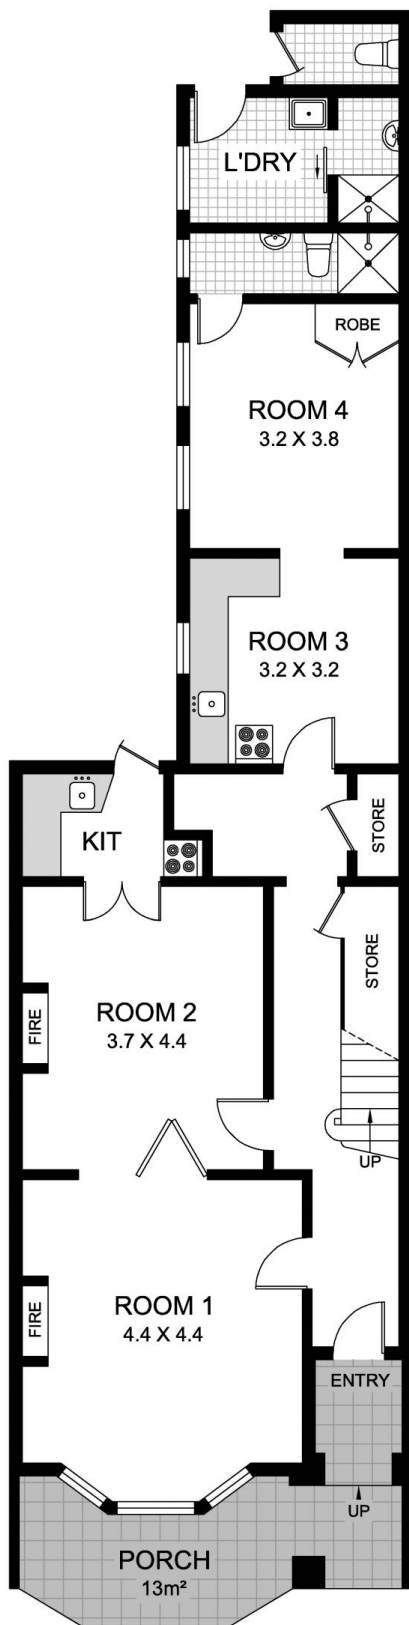 L'DRY
ROBE
ROOM 4
3.2 X 3.8
ROOM 3
3.2 X 3.2
KIT
STORE
STORE
ROOM 2
3.7 X 4.4
FIRE
UP
ROOM 1
4.4 X 4.4
FIRE
ENTRY
UP
PORCH
13m²